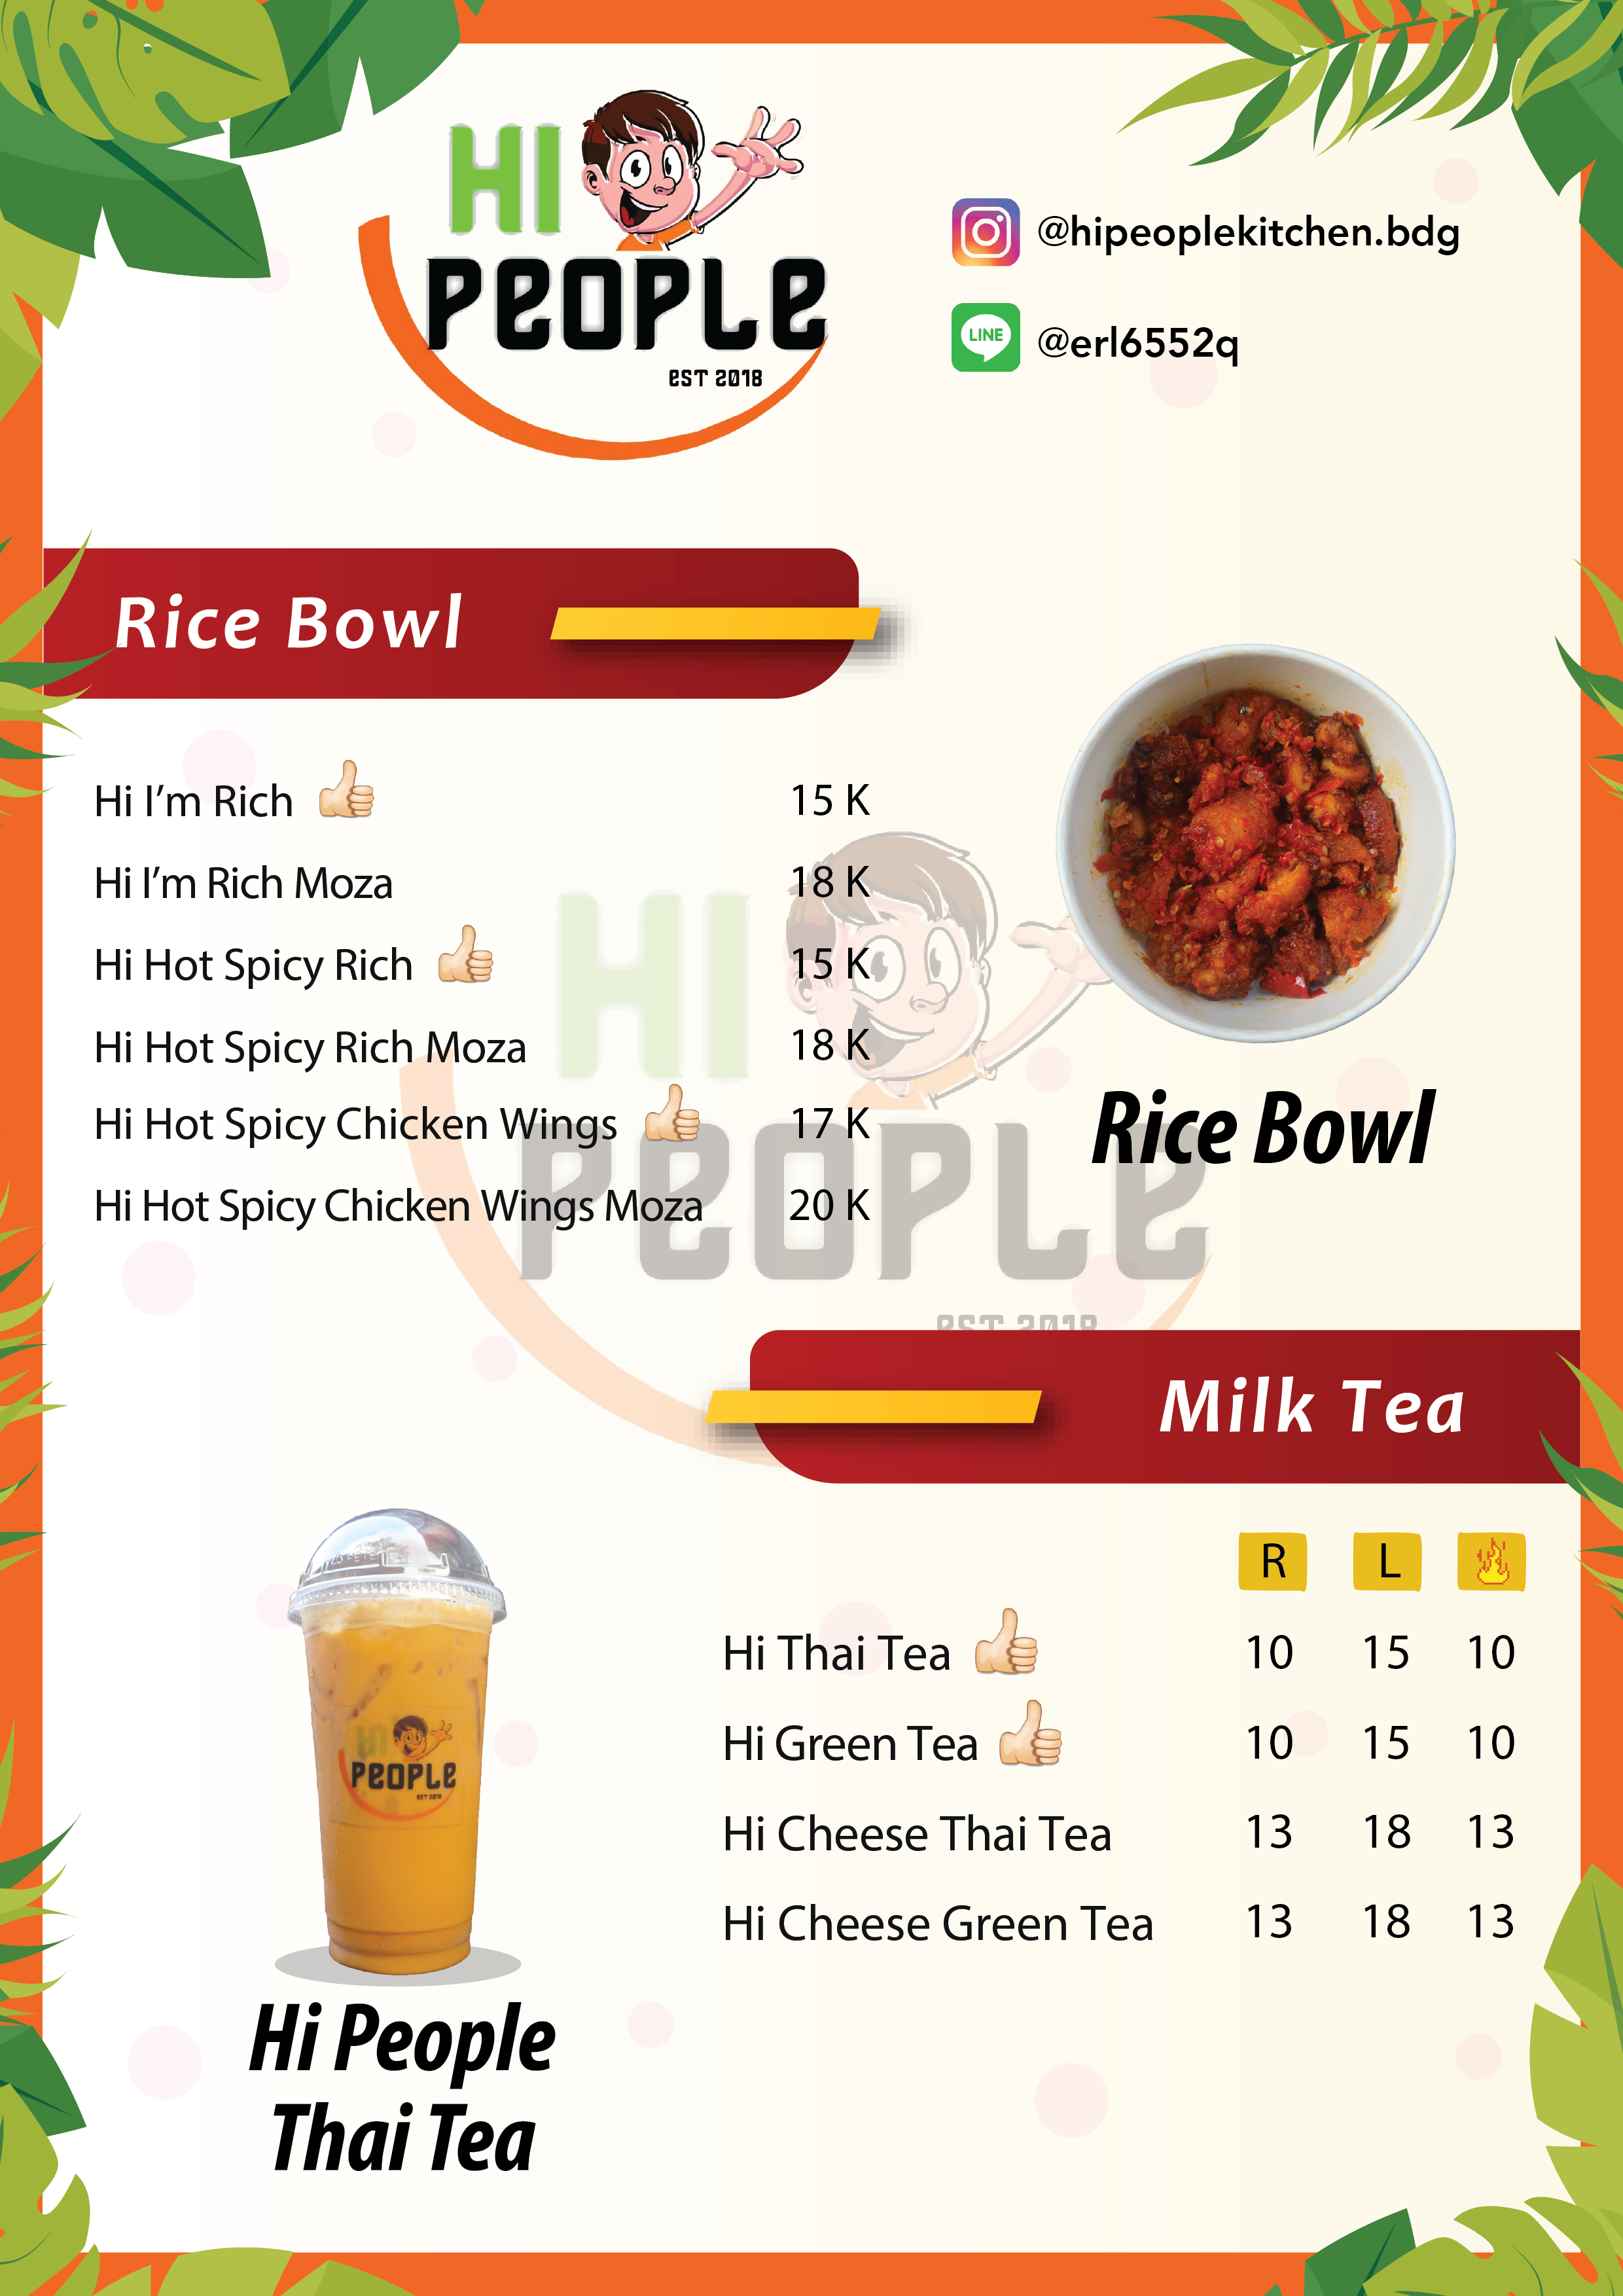 HI
PEOPLE
EST 2018
@hipeoplekitchen.bdg
LINE
@erl6552q
Rice Bowl
Hi I'm Rich 15 K
Hi I'm Rich Moza 18 K
Hi Hot Spicy Rich 15 K
Hi Hot Spicy Rich Moza 18 K
Hi Hot Spicy Chicken Wings 17 K
Hi Hot Spicy Chicken Wings Moza 20 K
Rice Bowl
HI
PEOPLE
EST 2018
Milk Tea
R L
Hi Thai Tea 10 15 10
Hi Green Tea 10 15 10
Hi Cheese Thai Tea 13 18 13
Hi Cheese Green Tea 13 18 13
HI
PEOPLE
EST 2018
Hi People
Thai Tea